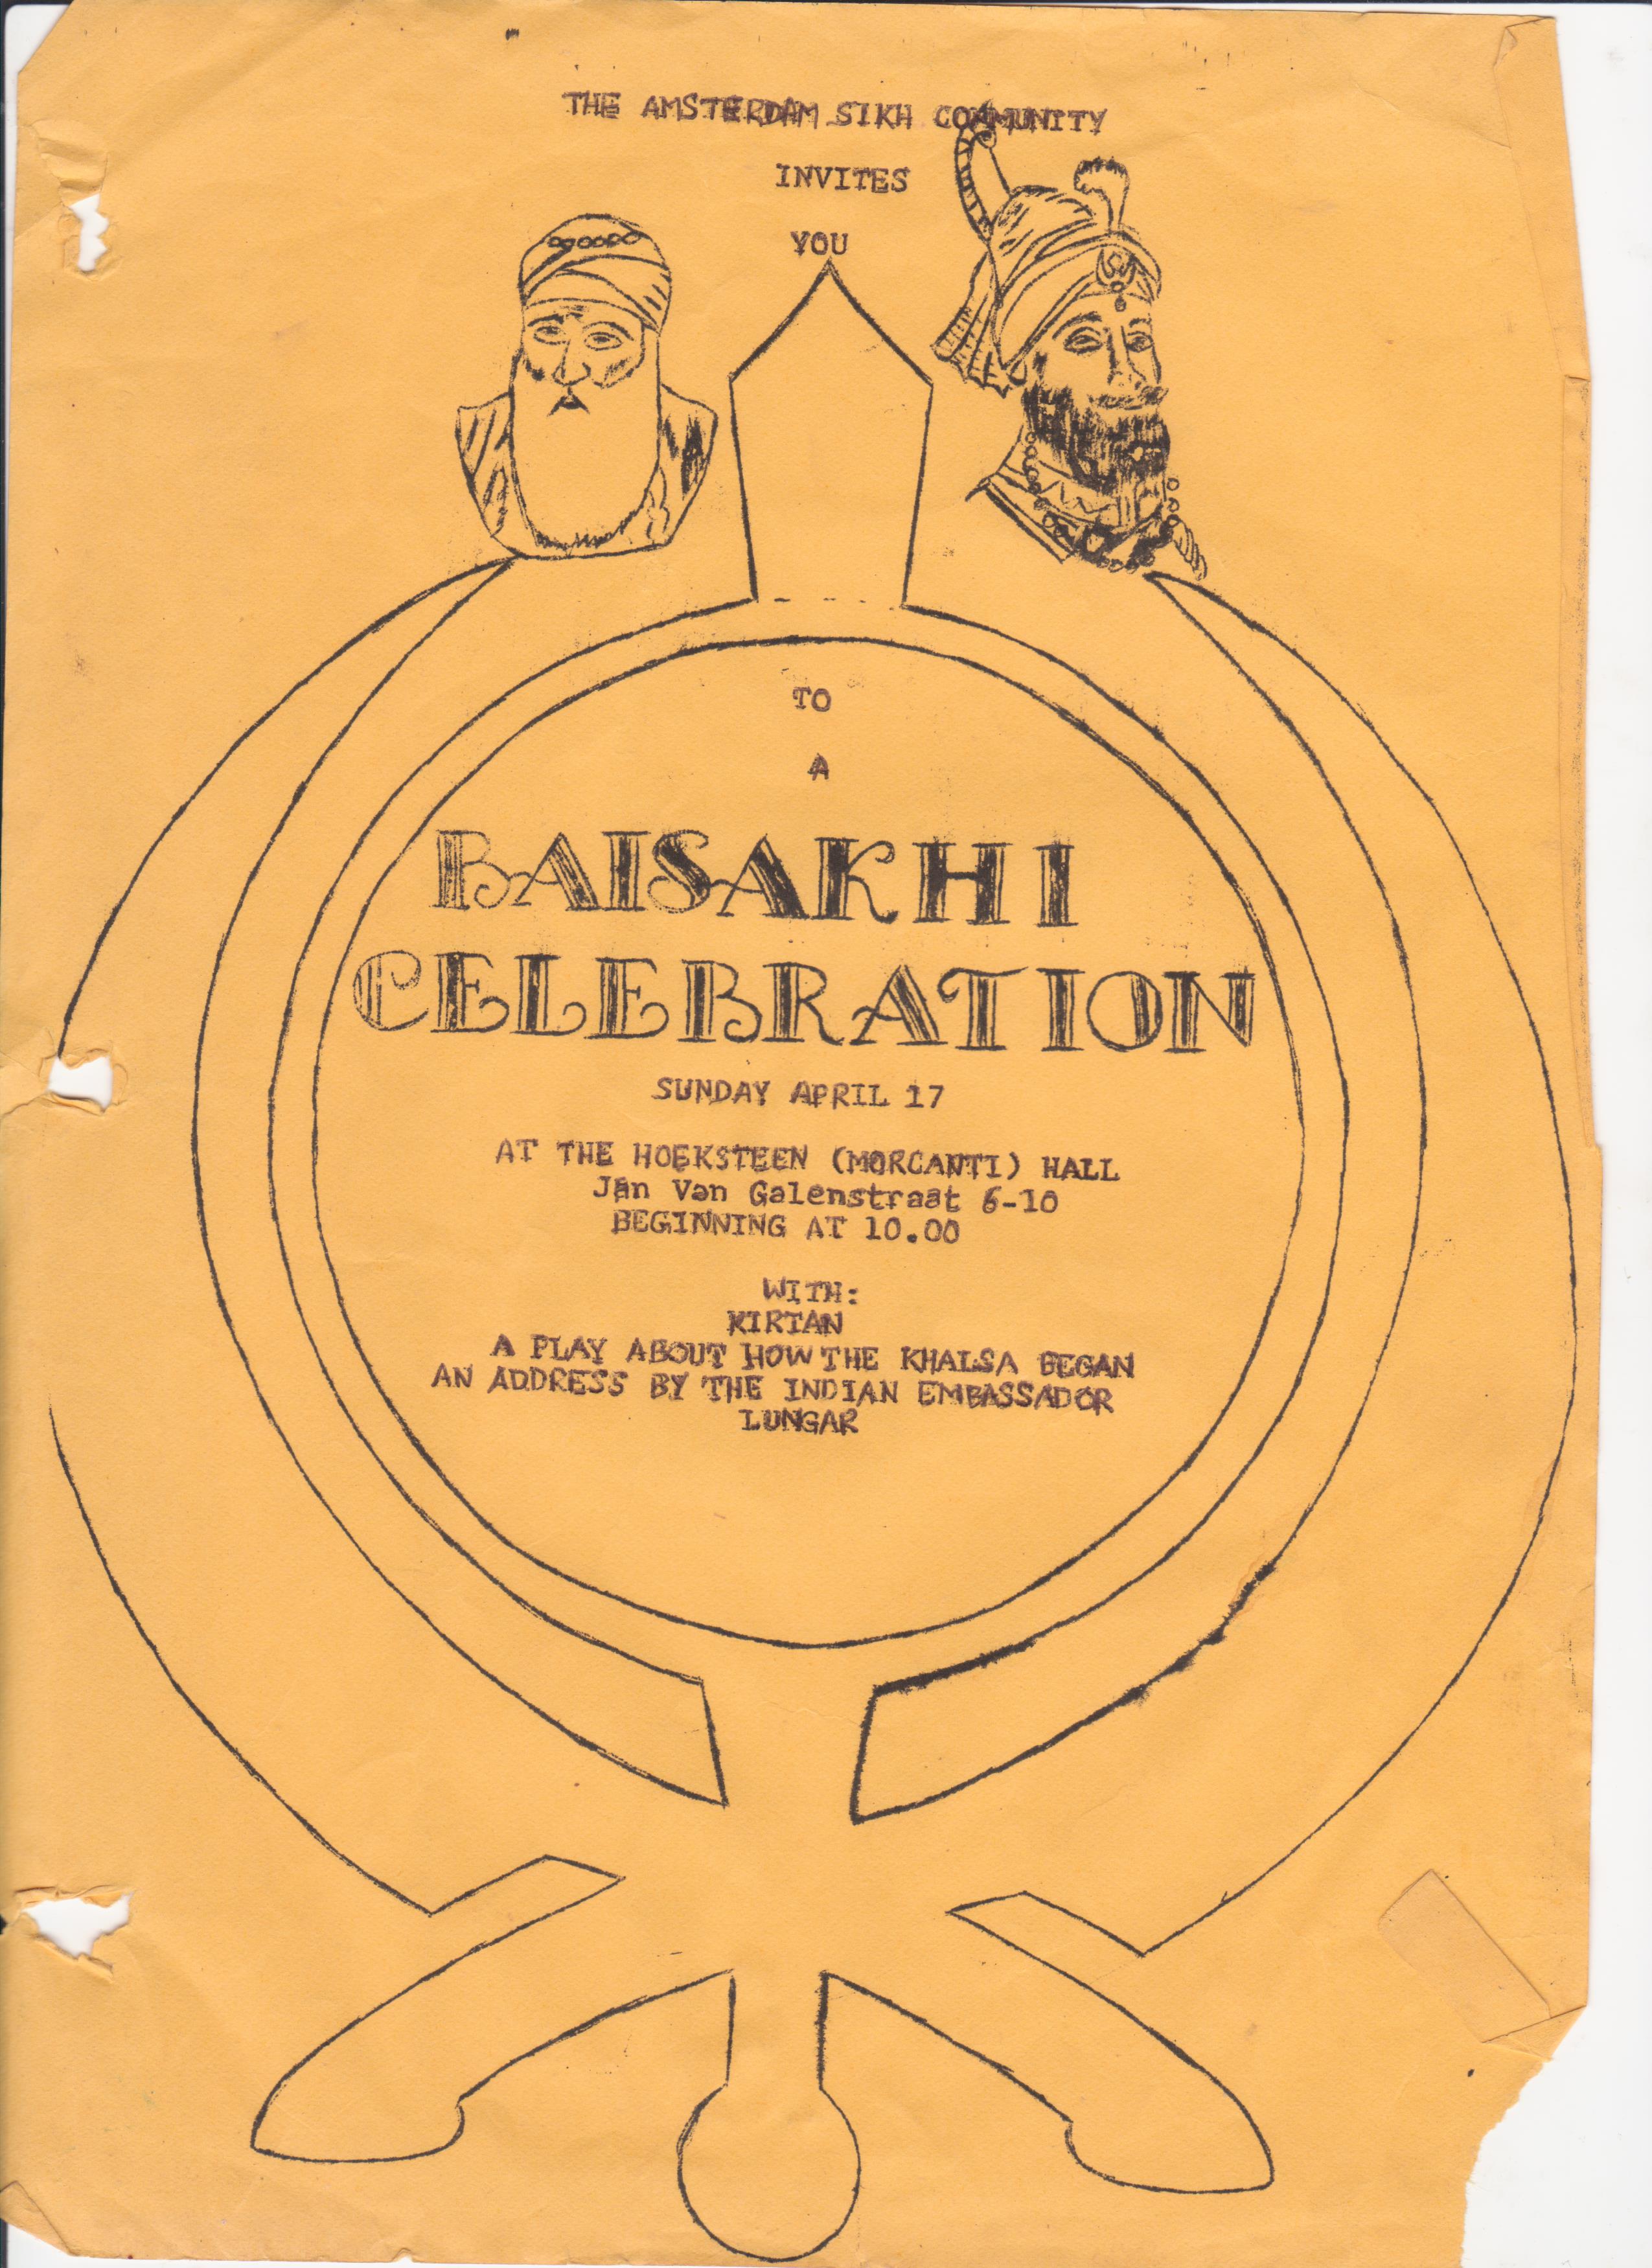 THE AMSTERDAM SIKH COMMUNITY
INVITES
YOU
TO
A
BAISAKHI
CELEBRATION
SUNDAY APRIL 17
AT THE HOEKSTEEN (MORCANTI) HALL
Jan Van Galenstraat 6-10
BEGINNING AT 10.00
WITH:
KIRTAN
A PLAY ABOUT HOW THE KHALSA BEGAN
AN ADDRESS BY THE INDIAN EMBASSADOR
LUNGAR